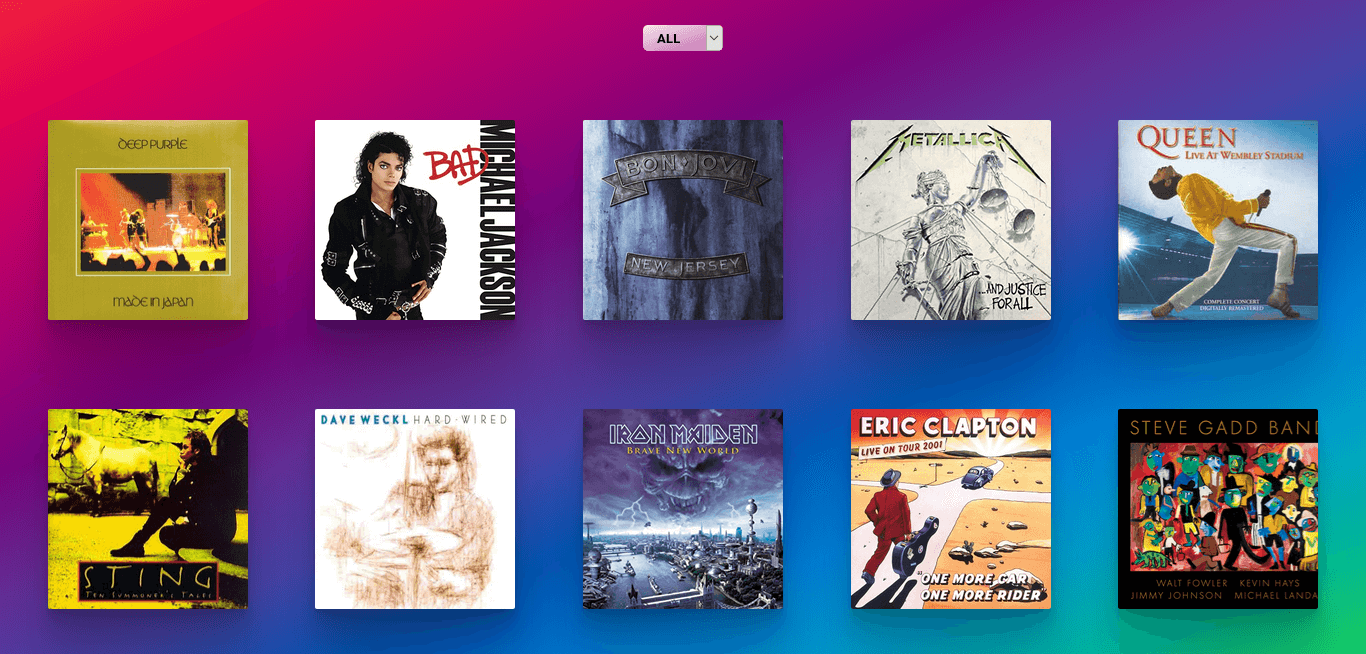 ALL
DEEP PURPLE
MADE IN JAPAN
BAD
MICHAEL JACKSON
BON JOVI
NEW JERSEY
METALLICA
...AND JUSTICE
FOR ALL
QUEEN
LIVE AT WEMBLEY STADIUM
COMPLETE CONCERT
DIGITALLY REMASTERED
STING
TEN SUMMONER'S TALES
DAVE WECKL HARD-WIRED
IRON MAIDEN
BRAVE NEW WORLD
ERIC CLAPTON
LIVE ON TOUR 2001
ONE MORE CAR
ONE MORE RIDER
STEVE GADD BAND
WALT FOWLER KEVIN HAYS
JIMMY JOHNSON MICHAEL LANDA